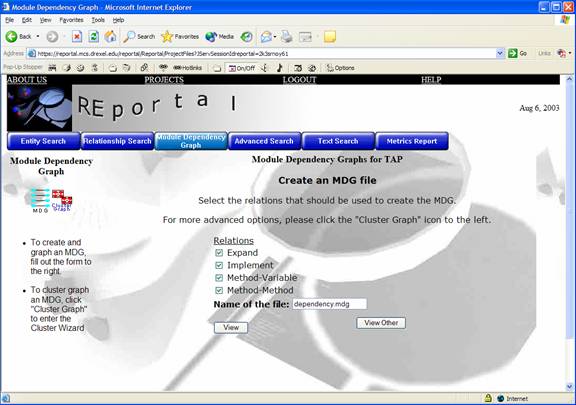 Module Dependency Graph - Microsoft Internet Explorer
File Edit View Favorites Tools Help
Back Search Favorites Media
Address https://reportal.mcs.drexel.edu/reportal/Reportal/ProjectFiles? Go Links
Pop-Up Stopper Hotlinks On/Off Options
ABOUT US PROJECTS LOGOUT HELP
REportal
Aug 6, 2003
Entity Search Relationship Search Module Dependency Graph Advanced Search Text Search Metrics Report
Module Dependency Graph
MDG Cluster Graph
• To create and
graph an MDG,
fill out the form to
the right.
• To cluster graph
an MDG, click
"Cluster Graph"
to enter the
Cluster Wizard
Module Dependency Graphs for TAP
Create an MDG file
Select the relations that should be used to create the MDG.
For more advanced options, please click the "Cluster Graph" icon to the left.
Relations
Expand
Implement
Method-Variable
Method-Method
Name of the file: dependency.mdg
View View Other
Internet